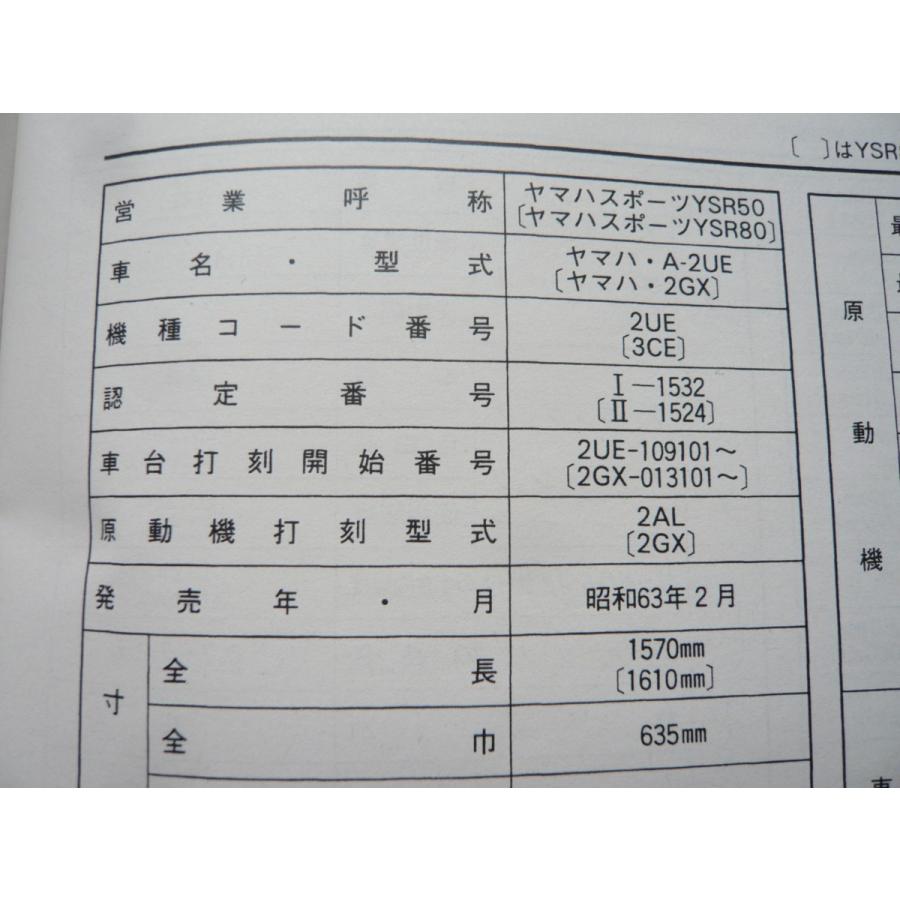 〔 〕はYSR
営業呼称 ヤマハスポーツYSR50
〔ヤマハスポーツYSR80〕
車名・型式 ヤマハ・A-2UE
〔ヤマハ・2GX〕
機種コード番号 2UE
〔3CE〕
認定番号 Ⅰ―1532
〔Ⅱ―1524〕
車台打刻開始番号 2UE-109101～
〔2GX-013101～〕
原動機打刻型式 2AL
〔2GX〕
発売年・月 昭和63年2月
寸
全長 1570mm
〔1610mm〕
全巾 635mm
原
動
機